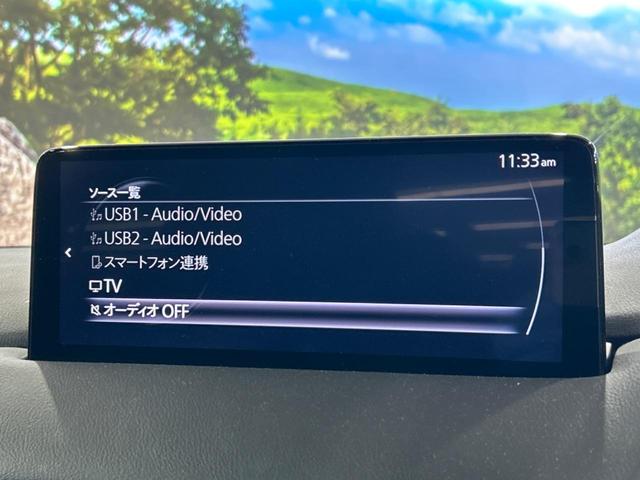 11:33am
ソース一覧
USB1 - Audio/Video
USB2 - Audio/Video
スマートフォン連携
TV
オーディオ OFF